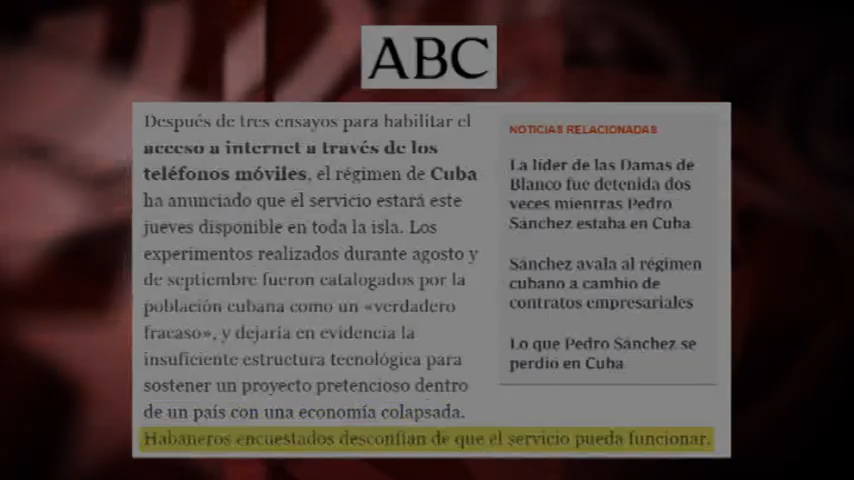 ABC
Después de tres ensayos para habilitar el
acceso a internet a través de los
teléfonos móviles, el régimen de Cuba
ha anunciado que el servicio estará este
jueves disponible en toda la isla. Los
experimentos realizados durante agosto y
de septiembre fueron catalogados por la
población cubana como un «verdadero
fracaso», y dejaría en evidencia la
insuficiente estructura tecnológica para
sostener un proyecto pretencioso dentro
de un país con una economía colapsada.
Habaneros encuestados desconfían de que el servicio pueda funcionar.
NOTICIAS RELACIONADAS
La líder de las Damas de
Blanco fue detenida dos
veces mientras Pedro
Sánchez estaba en Cuba
Sánchez avala al régimen
cubano a cambio de
contratos empresariales
Lo que Pedro Sánchez se
perdió en Cuba